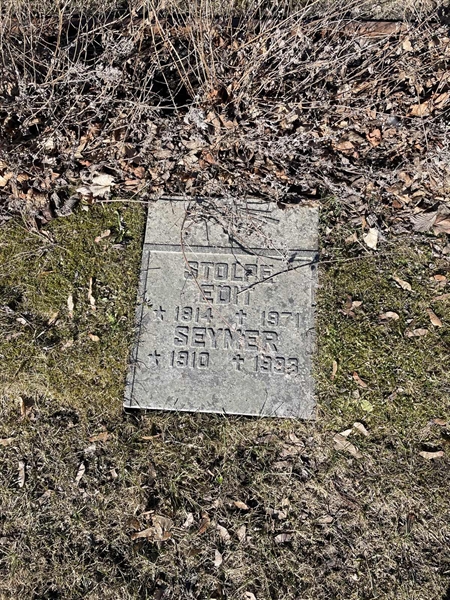 STOLPE
EDIT
* 1914 + 1971
SEYMER
* 1910 + 1988